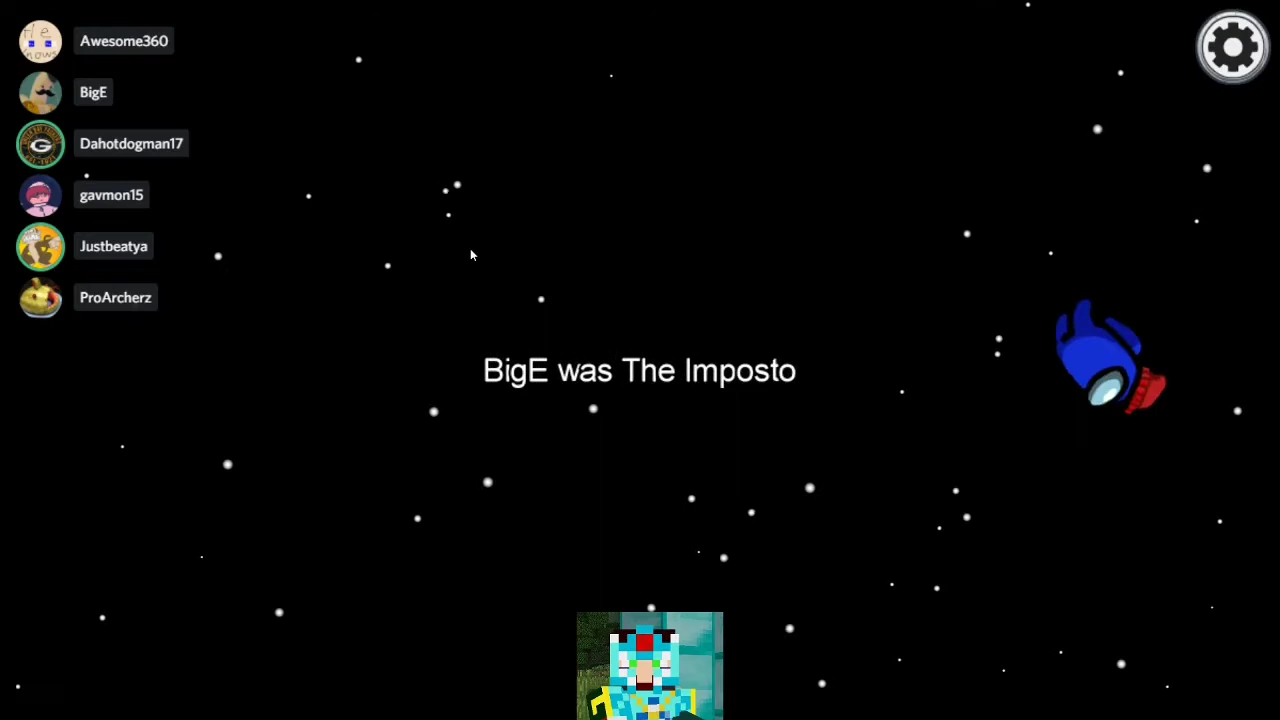 Awesome360
BigE
Dahotdogman17
gavmon15
Justbeatya
ProArcherz
BigE was The Imposto